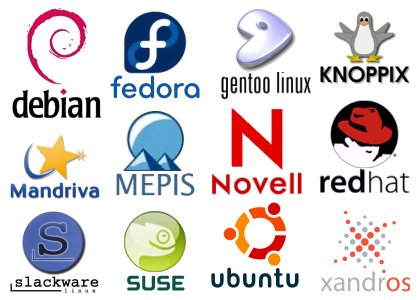 debian
fedora
gentoo linux
KNOPPIX
Mandriva
MEPIS
N
Novell
redhat
S
slackware
linux
SUSE
ubuntu
xandros